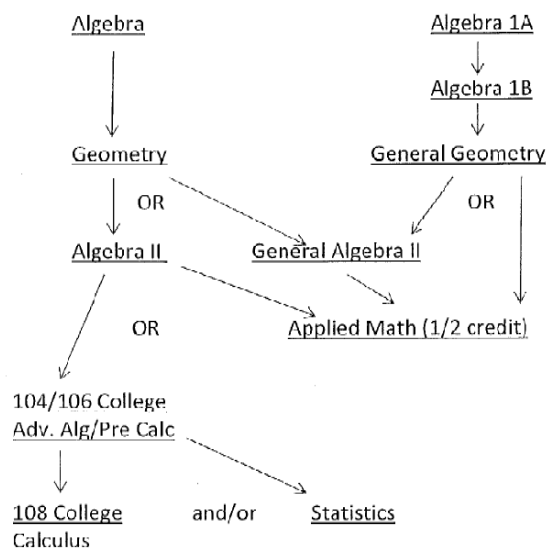 Algebra
Algebra 1A
Algebra 1B
Geometry
General Geometry
OR
OR
Algebra II
General Algebra II
OR
Applied Math (1/2 credit)
104/106 College
Adv. Alg/Pre Calc
108 College
and/or
Statistics
Calculus